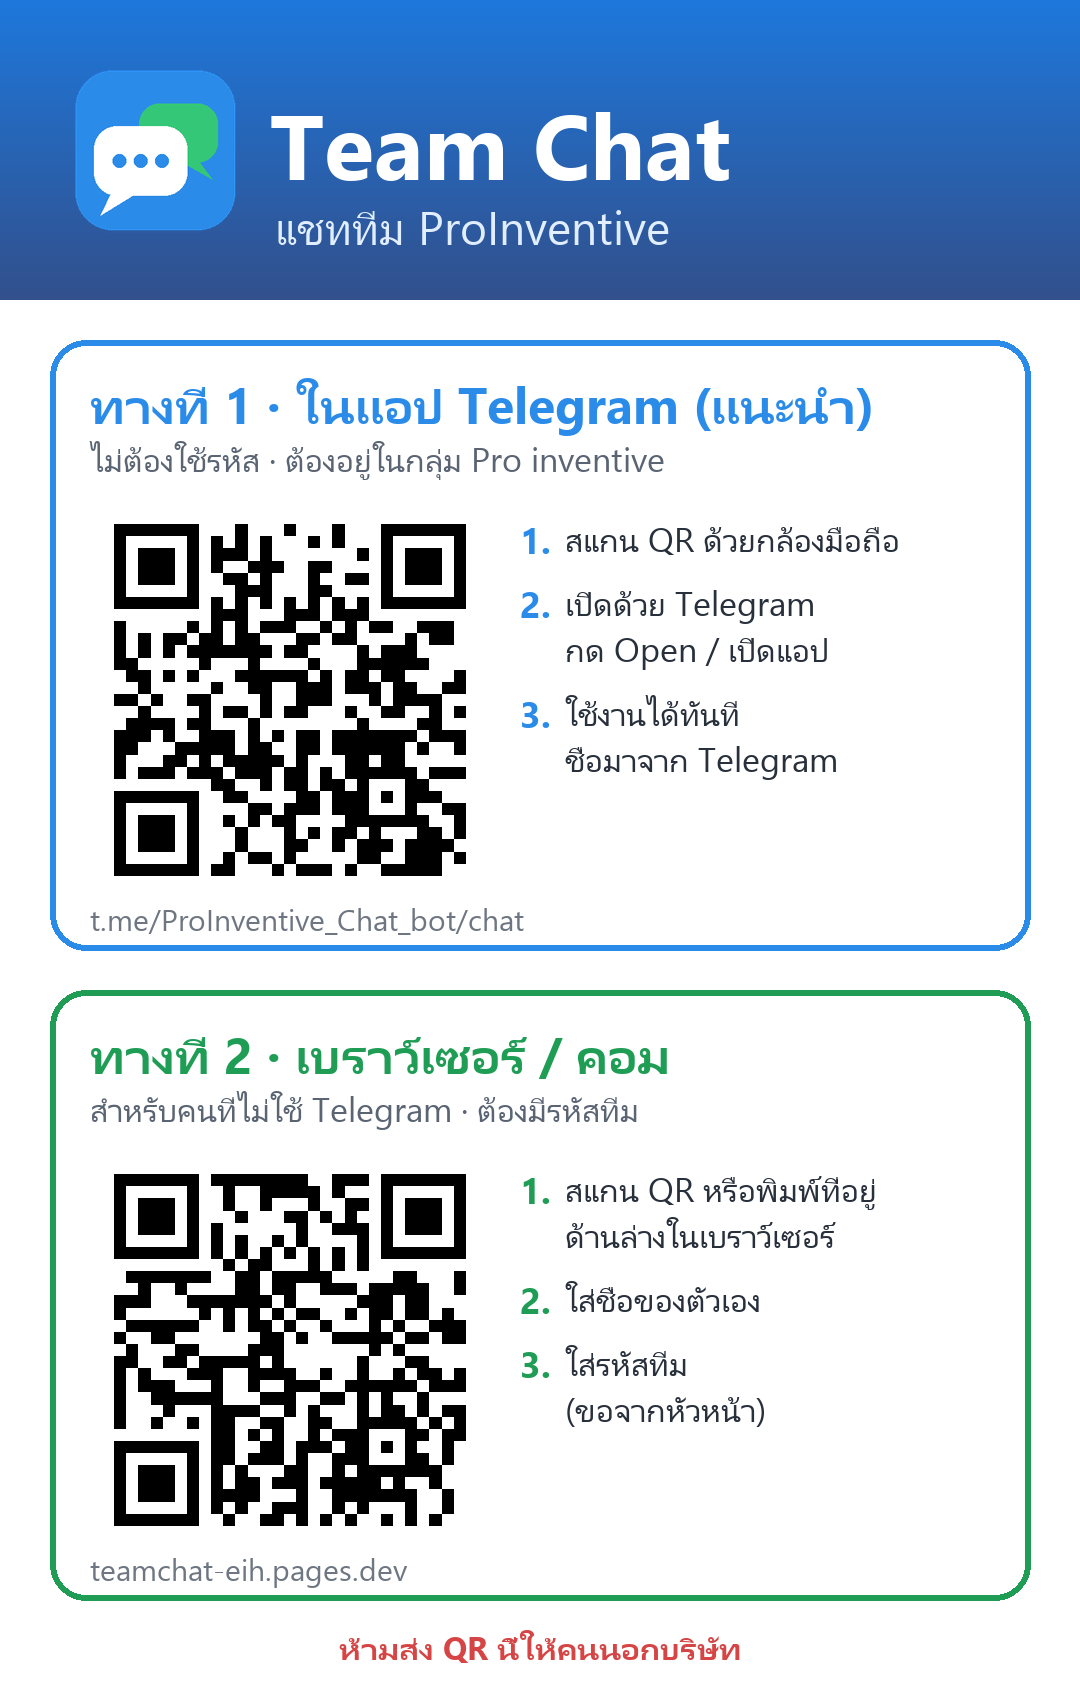 Team Chat
แชททีม ProInventive
ทางที่ 1 · ในแอป Telegram (แนะนำ)
ไม่ต้องใช้รหัส · ต้องอยู่ในกลุ่ม Pro inventive
1. สแกน QR ด้วยกล้องมือถือ
2. เปิดด้วย Telegram
กด Open / เปิดแอป
3. ใช้งานได้ทันที
ชื่อมาจาก Telegram
t.me/ProInventive_Chat_bot/chat
ทางที่ 2 · เบราว์เซอร์ / คอม
สำหรับคนที่ไม่ใช้ Telegram · ต้องมีรหัสทีม
1. สแกน QR หรือพิมพ์ที่อยู่
ด้านล่างในเบราว์เซอร์
2. ใส่ชื่อของตัวเอง
3. ใส่รหัสทีม
(ขอจากหัวหน้า)
teamchat-eih.pages.dev
ห้ามส่ง QR นี้ให้คนนอกบริษัท